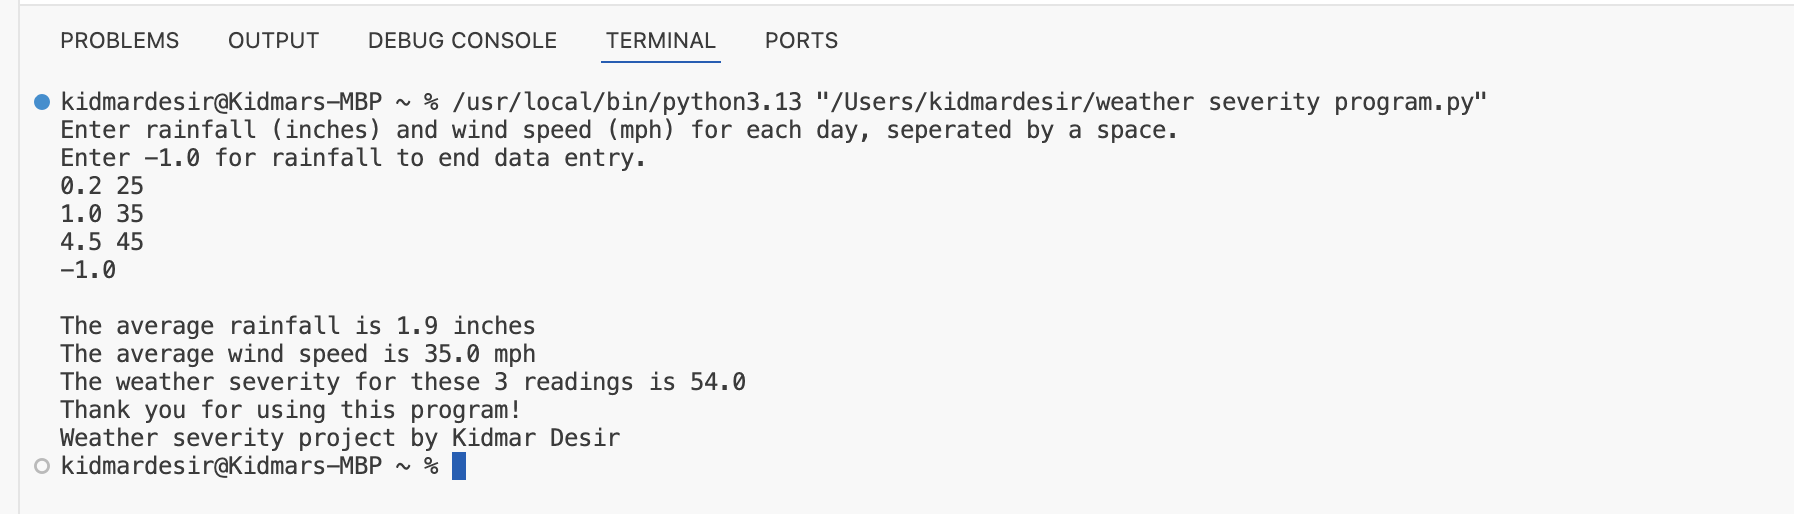 PROBLEMS OUTPUT DEBUG CONSOLE TERMINAL PORTS
kidmardesir@Kidmars-MBP ~ % /usr/local/bin/python3.13 "/Users/kidmardesir/weather severity program.py"
Enter rainfall (inches) and wind speed (mph) for each day, seperated by a space.
Enter -1.0 for rainfall to end data entry.
0.2 25
1.0 35
4.5 45
-1.0
The average rainfall is 1.9 inches
The average wind speed is 35.0 mph
The weather severity for these 3 readings is 54.0
Thank you for using this program!
Weather severity project by Kidmar Desir
kidmardesir@Kidmars-MBP ~ %